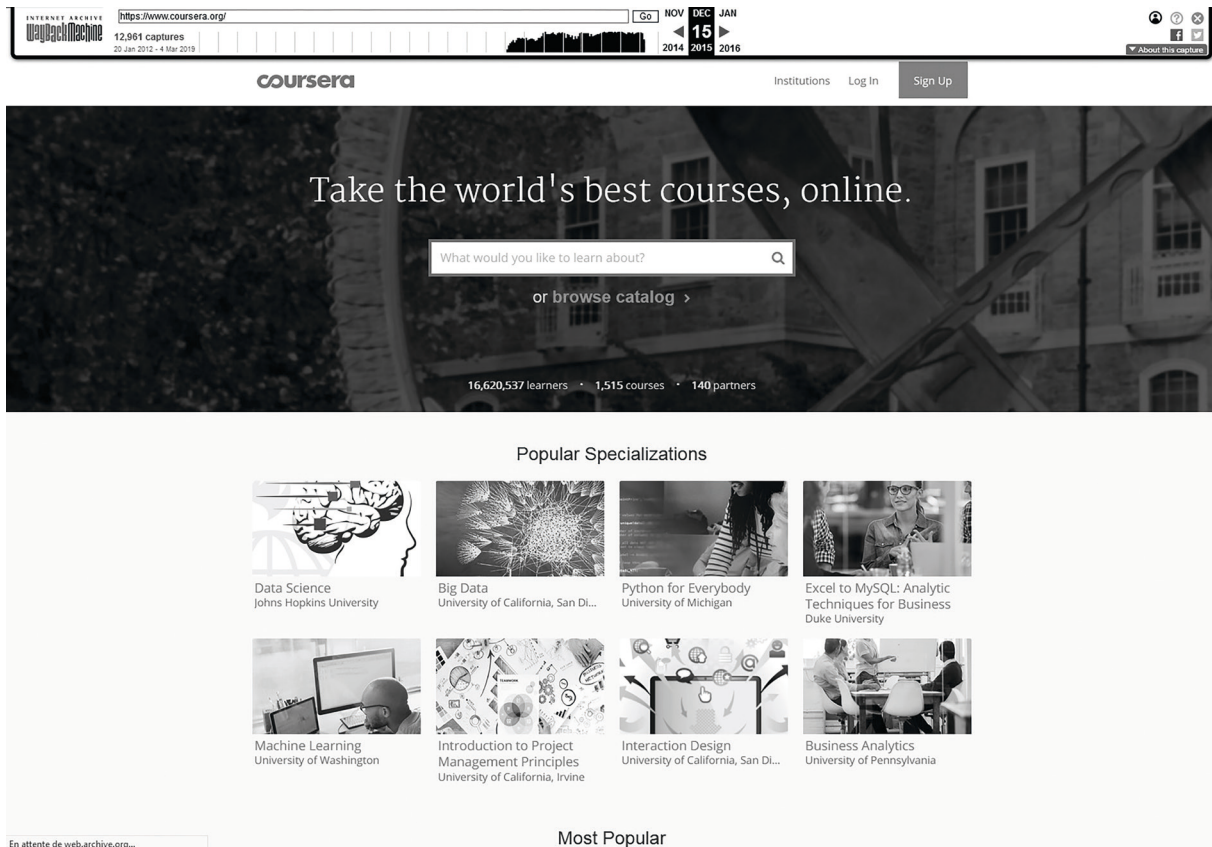 INTERNET ARCHIVE
WayBackMachine
https://www.coursera.org/
Go
NOV DEC JAN
12,961 captures
15
20 Jan 2012 - 4 Mar 2019
2014 2015 2016
About this capture
coursera
Institutions Log In Sign Up
Take the world's best courses, online.
What would you like to learn about?
or browse catalog >
16,620,537 learners • 1,515 courses • 140 partners
Popular Specializations
Data Science
Johns Hopkins University
Big Data
University of California, San Di...
Python for Everybody
University of Michigan
Excel to MySQL: Analytic
Techniques for Business
Duke University
TEAMWORK
Machine Learning
University of Washington
Introduction to Project
Management Principles
University of California, Irvine
Interaction Design
University of California, San Di...
Business Analytics
University of Pennsylvania
Most Popular
En attente de web.archive.org...